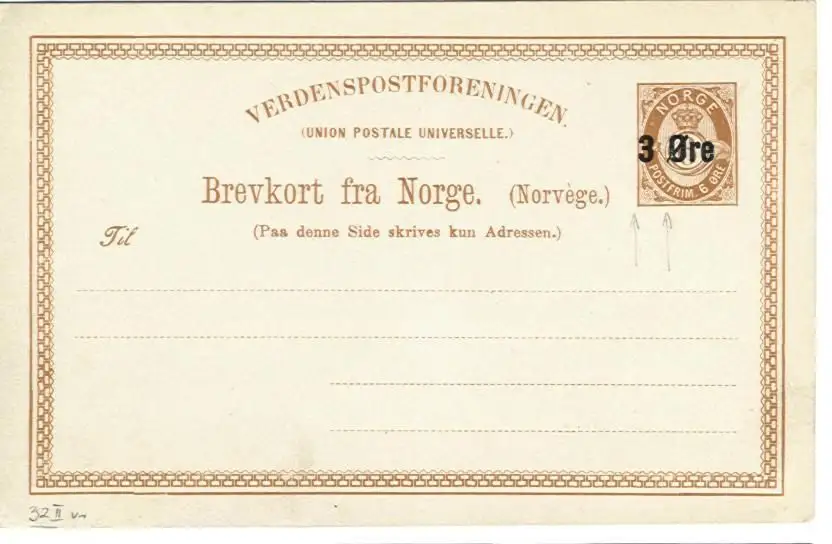 VERDENSPOSTFORENINGEN.
(UNION POSTALE UNIVERSELLE.)
NORGE
3 Øre
POSTFRIM. 6 ØRE
Brevkort fra Norge. (Norvège.)
Til
(Paa denne Side skrives kun Adressen.)
32 II